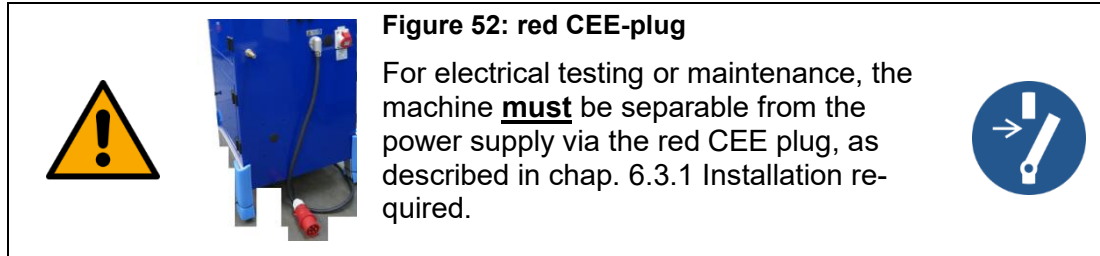 Figure 52: red CEE-plug
For electrical testing or maintenance, the
machine must be separable from the
power supply via the red CEE plug, as
described in chap. 6.3.1 Installation re-
quired.